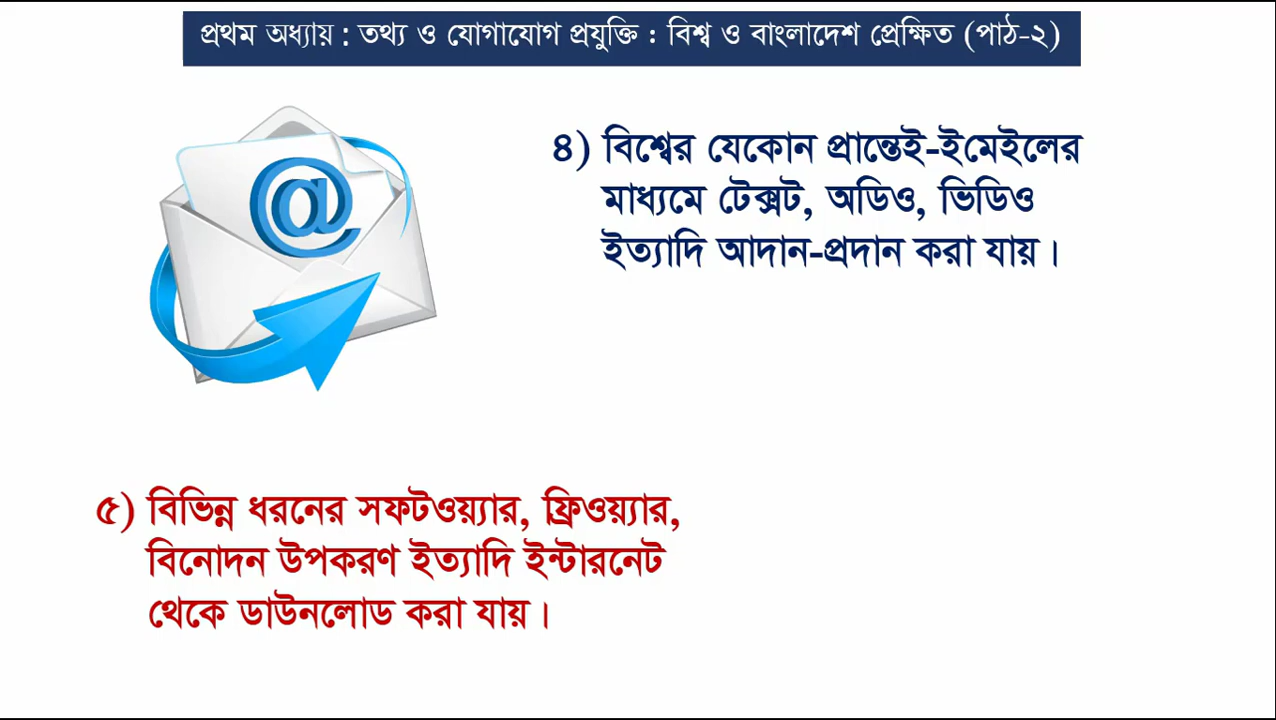 প্রথম অধ্যায় : তথ্য ও যোগাযোগ প্রযুক্তি : বিশ্ব ও বাংলাদেশ প্রেক্ষিত (পাঠ-২)
@
৪) বিশ্বের যেকোন প্রান্তেই-ইমেইলের
মাধ্যমে টেক্সট, অডিও, ভিডিও
ইত্যাদি আদান-প্রদান করা যায়।
৫) বিভিন্ন ধরনের সফটওয়্যার, ফ্রিওয়্যার,
বিনোদন উপকরণ ইত্যাদি ইন্টারনেট
থেকে ডাউনলোড করা যায়।